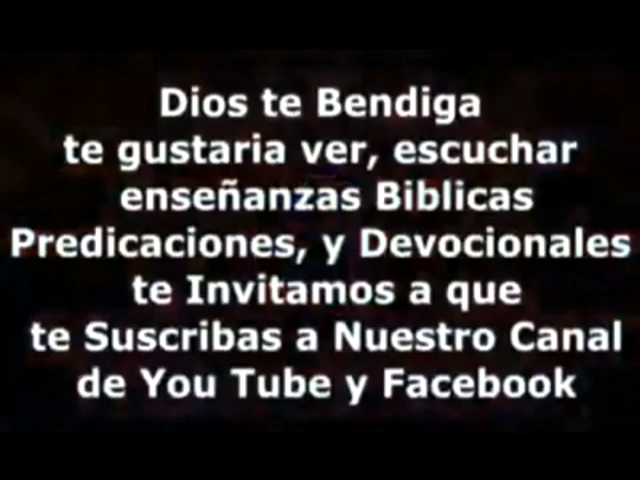 Dios te Bendiga
te gustaria ver, escuchar
enseñanzas Biblicas
Predicaciones, y Devocionales
te Invitamos a que
te Suscribas a Nuestro Canal
de You Tube y Facebook